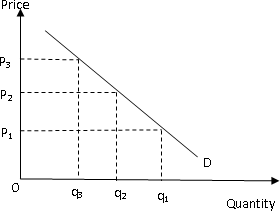 Price
p₃
p₂
p₁
D
O
q₃
q₂
q₁
Quantity